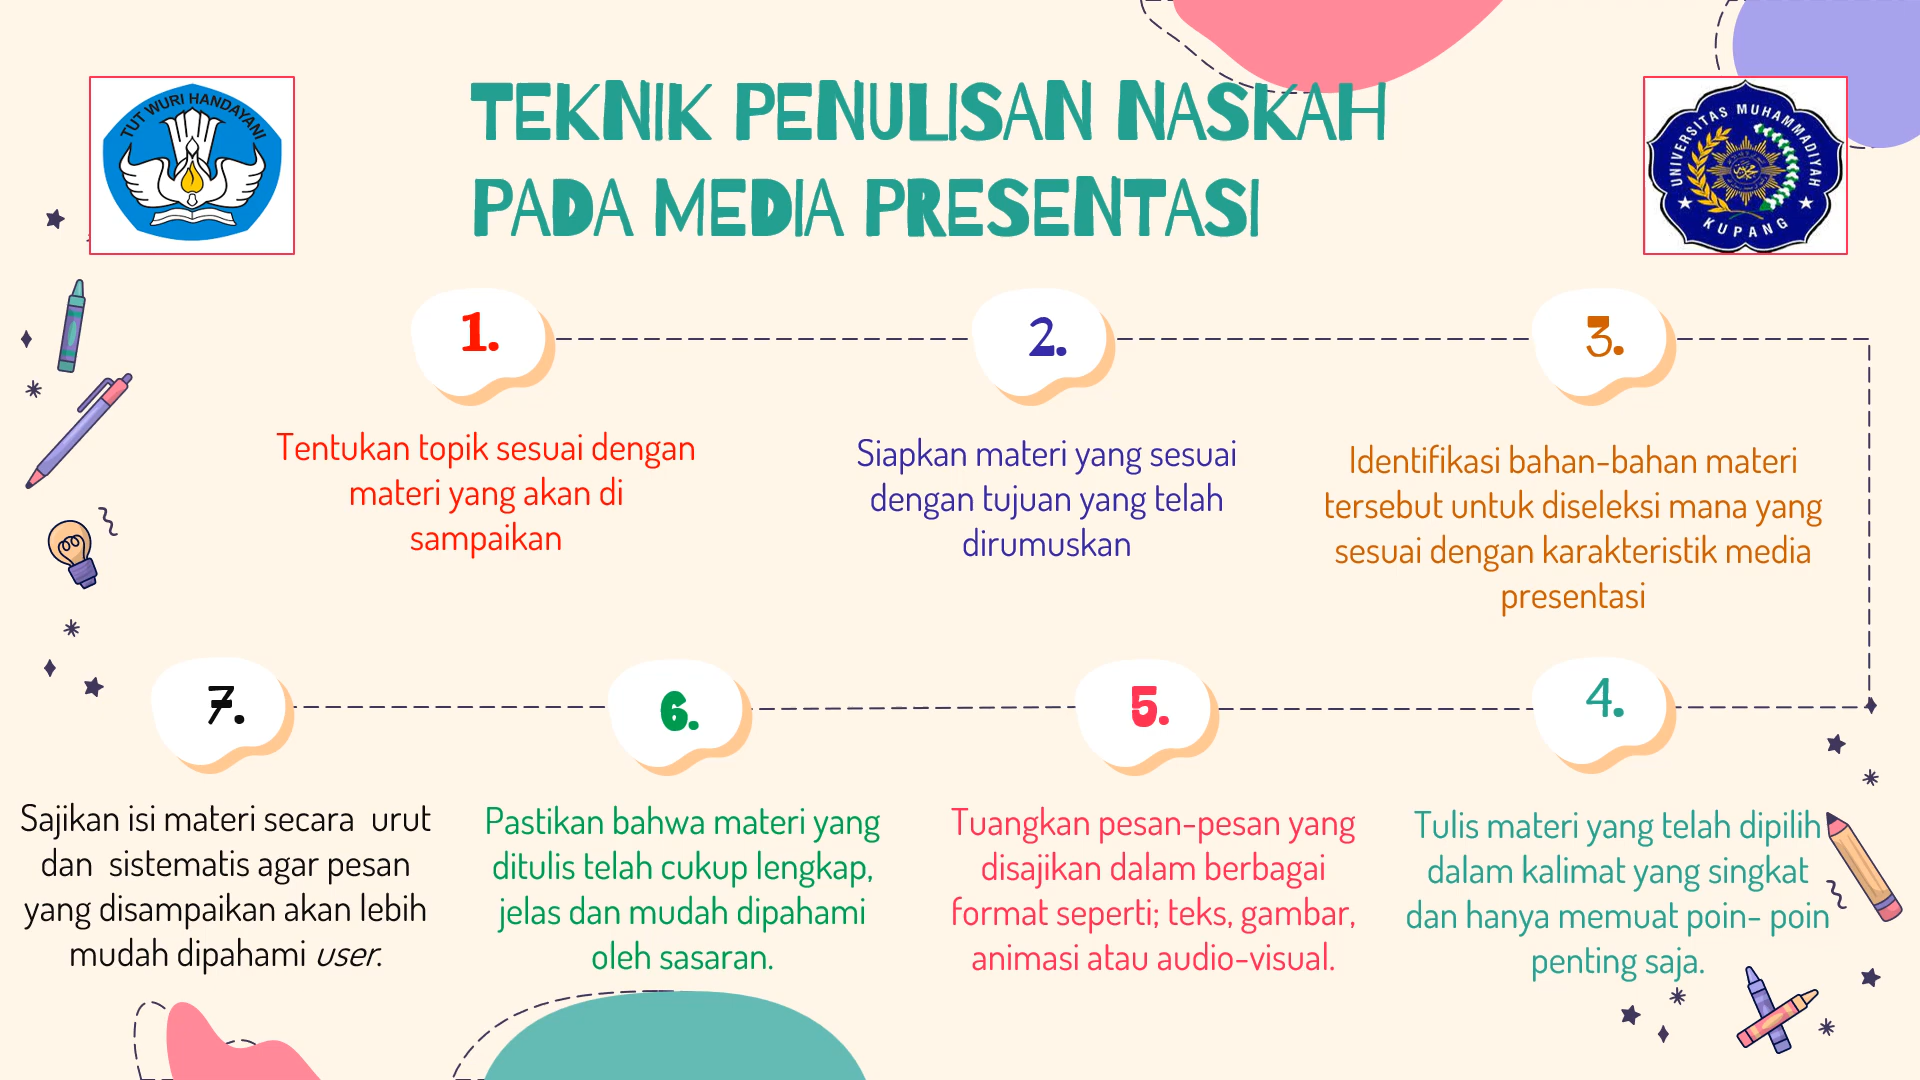 TUT WURI HANDAYANI
TEKNIK PENULISAN NASKAH
PADA MEDIA PRESENTASI
UNIVERSITAS MUHAMMADIYAH
KUPANG
1.
Tentukan topik sesuai dengan
materi yang akan di
sampaikan
2.
Siapkan materi yang sesuai
dengan tujuan yang telah
dirumuskan
3.
Identifikasi bahan-bahan materi
tersebut untuk diseleksi mana yang
sesuai dengan karakteristik media
presentasi
4.
Tulis materi yang telah dipilih
dalam kalimat yang singkat
dan hanya memuat poin- poin
penting saja.
5.
Tuangkan pesan-pesan yang
disajikan dalam berbagai
format seperti; teks, gambar,
animasi atau audio-visual.
6.
Pastikan bahwa materi yang
ditulis telah cukup lengkap,
jelas dan mudah dipahami
oleh sasaran.
7.
Sajikan isi materi secara  urut
dan  sistematis agar pesan
yang disampaikan akan lebih
mudah dipahami user.